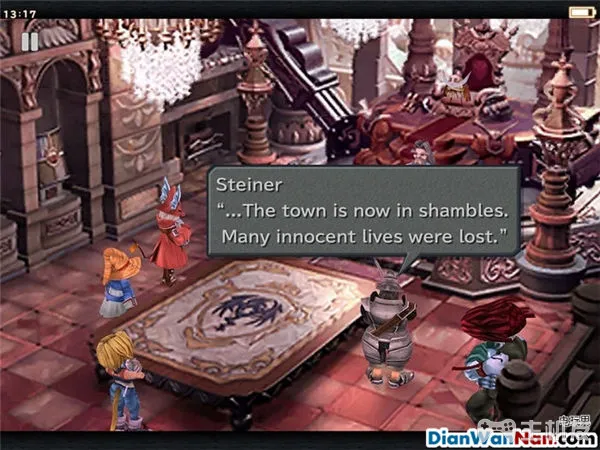 13:17
Steiner
“...The town is now in shambles.
Many innocent lives were lost.”
DianWanNan.com